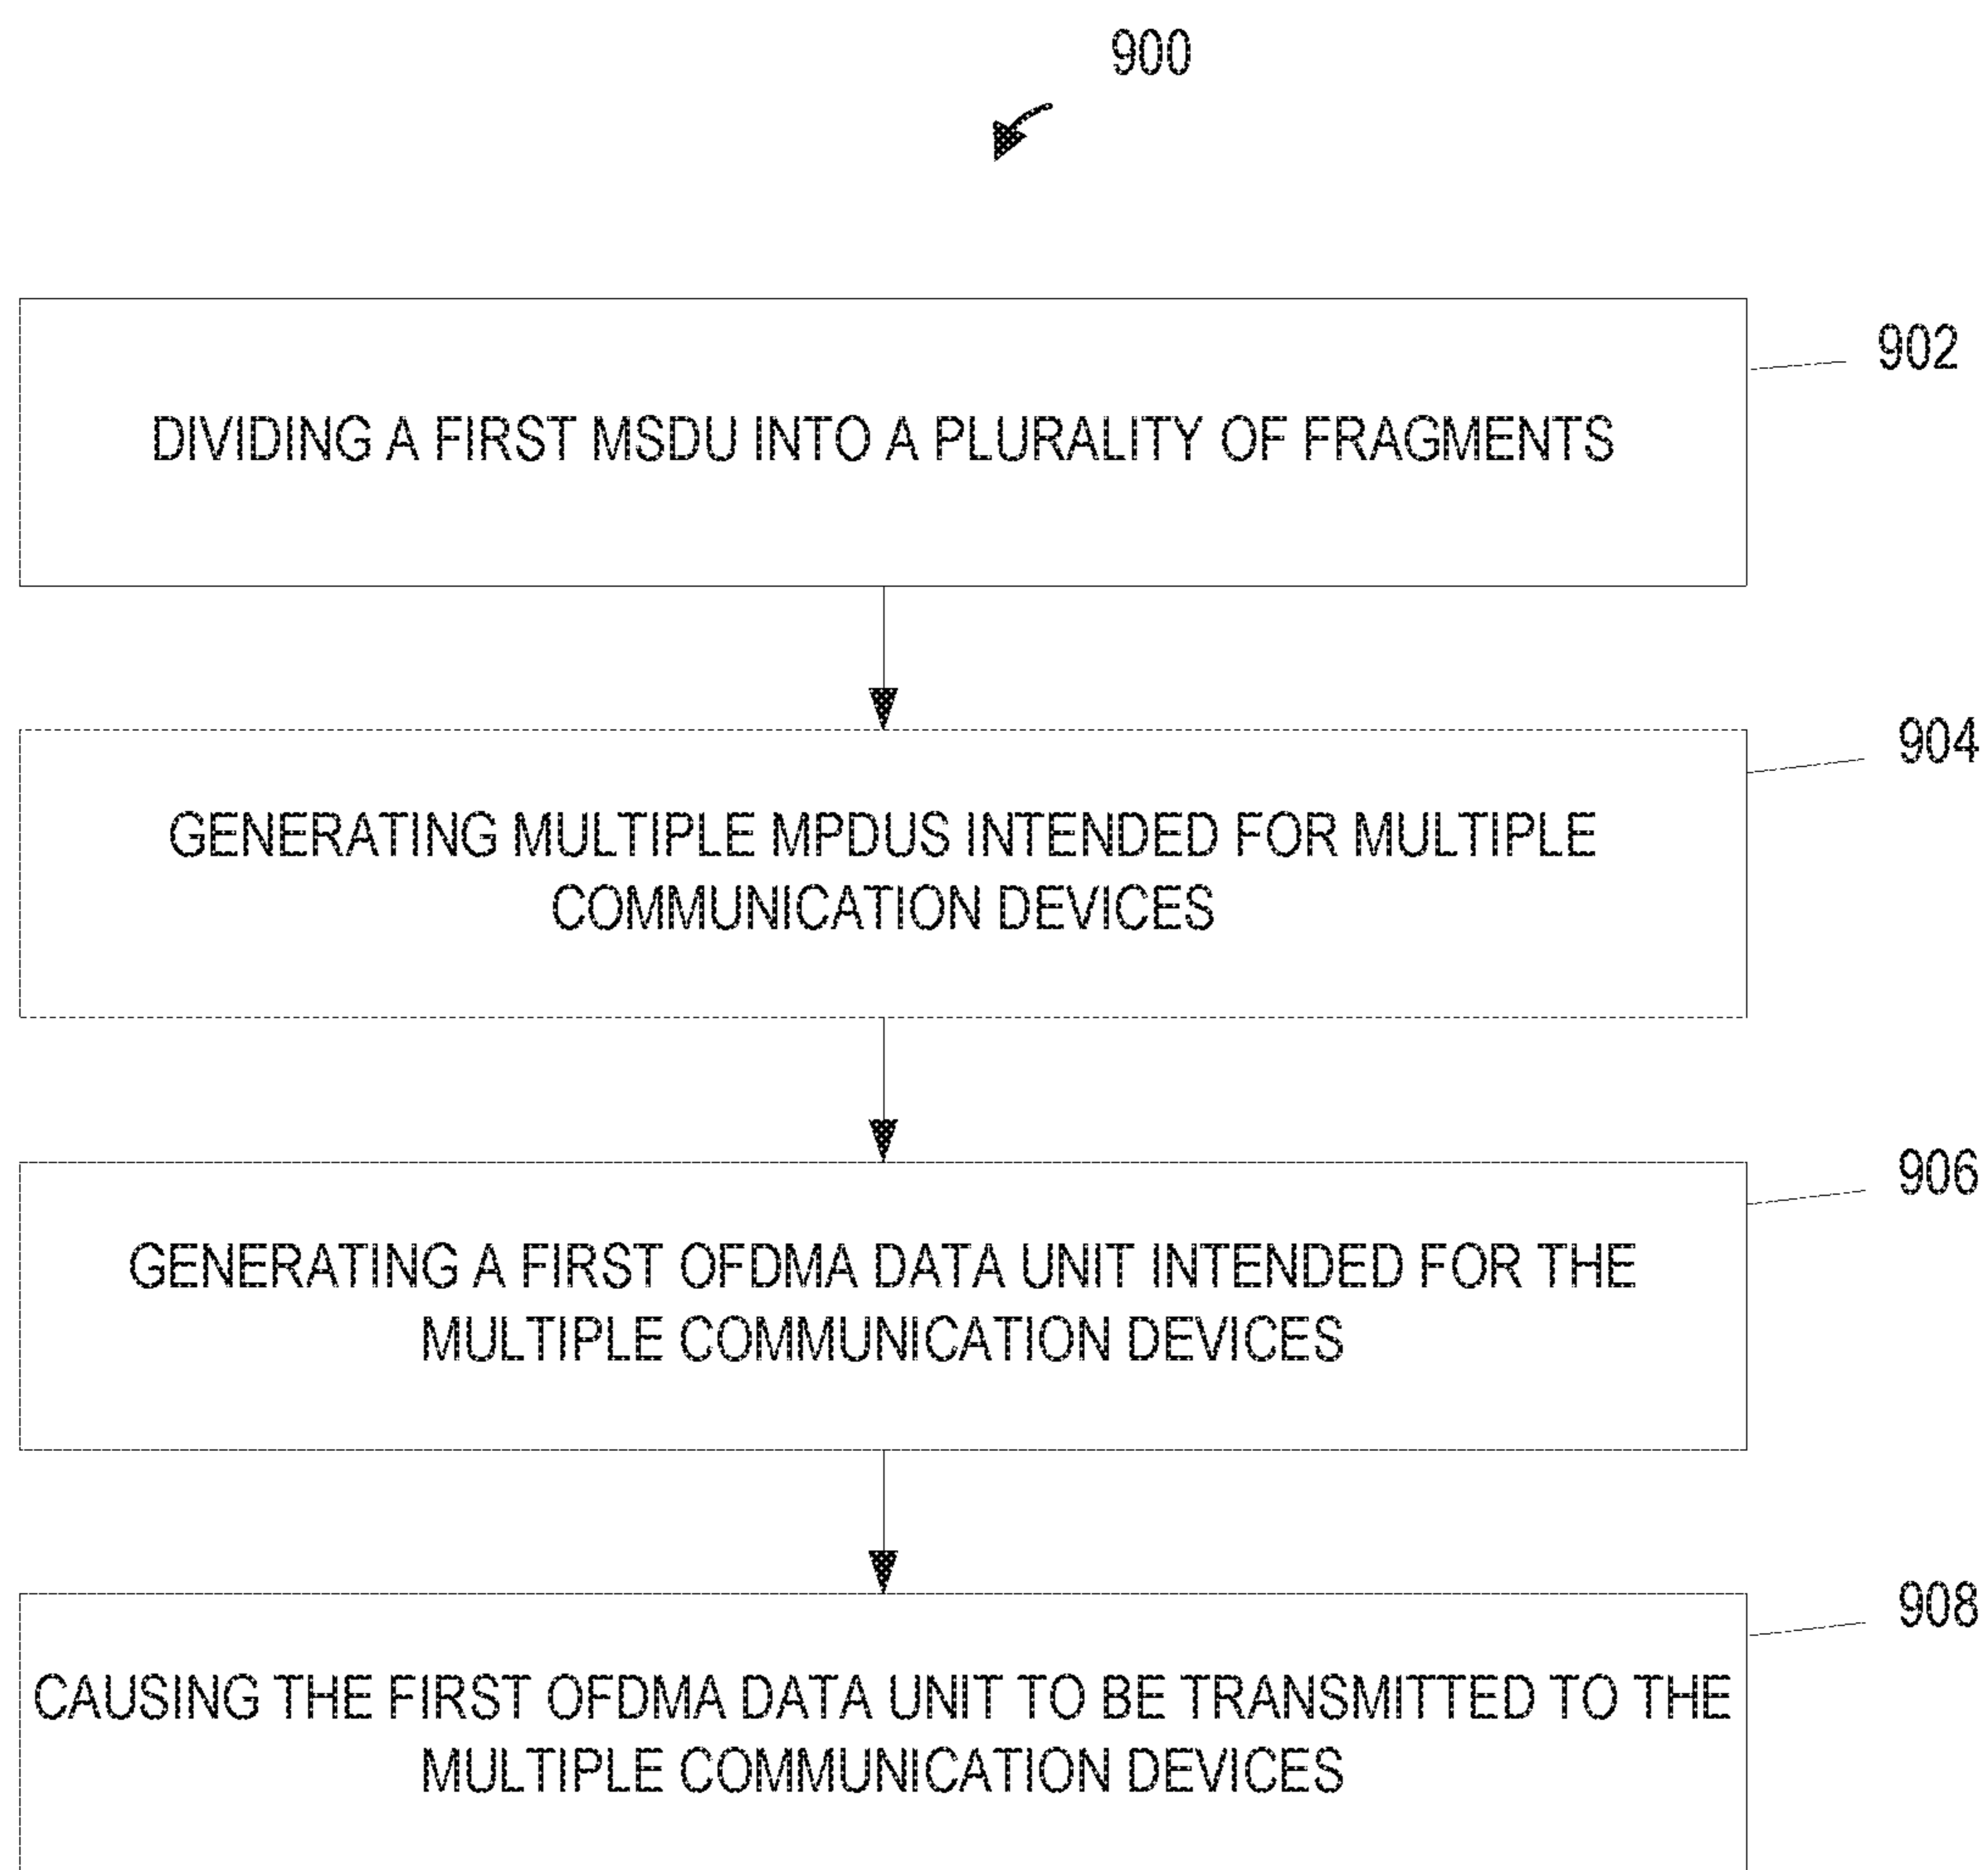 900
902
DIVIDING A FIRST MSDU INTO A PLURALITY OF FRAGMENTS
904
GENERATING MULTIPLE MPDUS INTENDED FOR MULTIPLE
COMMUNICATION DEVICES
906
GENERATING A FIRST OFDMA DATA UNIT INTENDED FOR THE
MULTIPLE COMMUNICATION DEVICES
908
CAUSING THE FIRST OFDMA DATA UNIT TO BE TRANSMITTED TO THE
MULTIPLE COMMUNICATION DEVICES